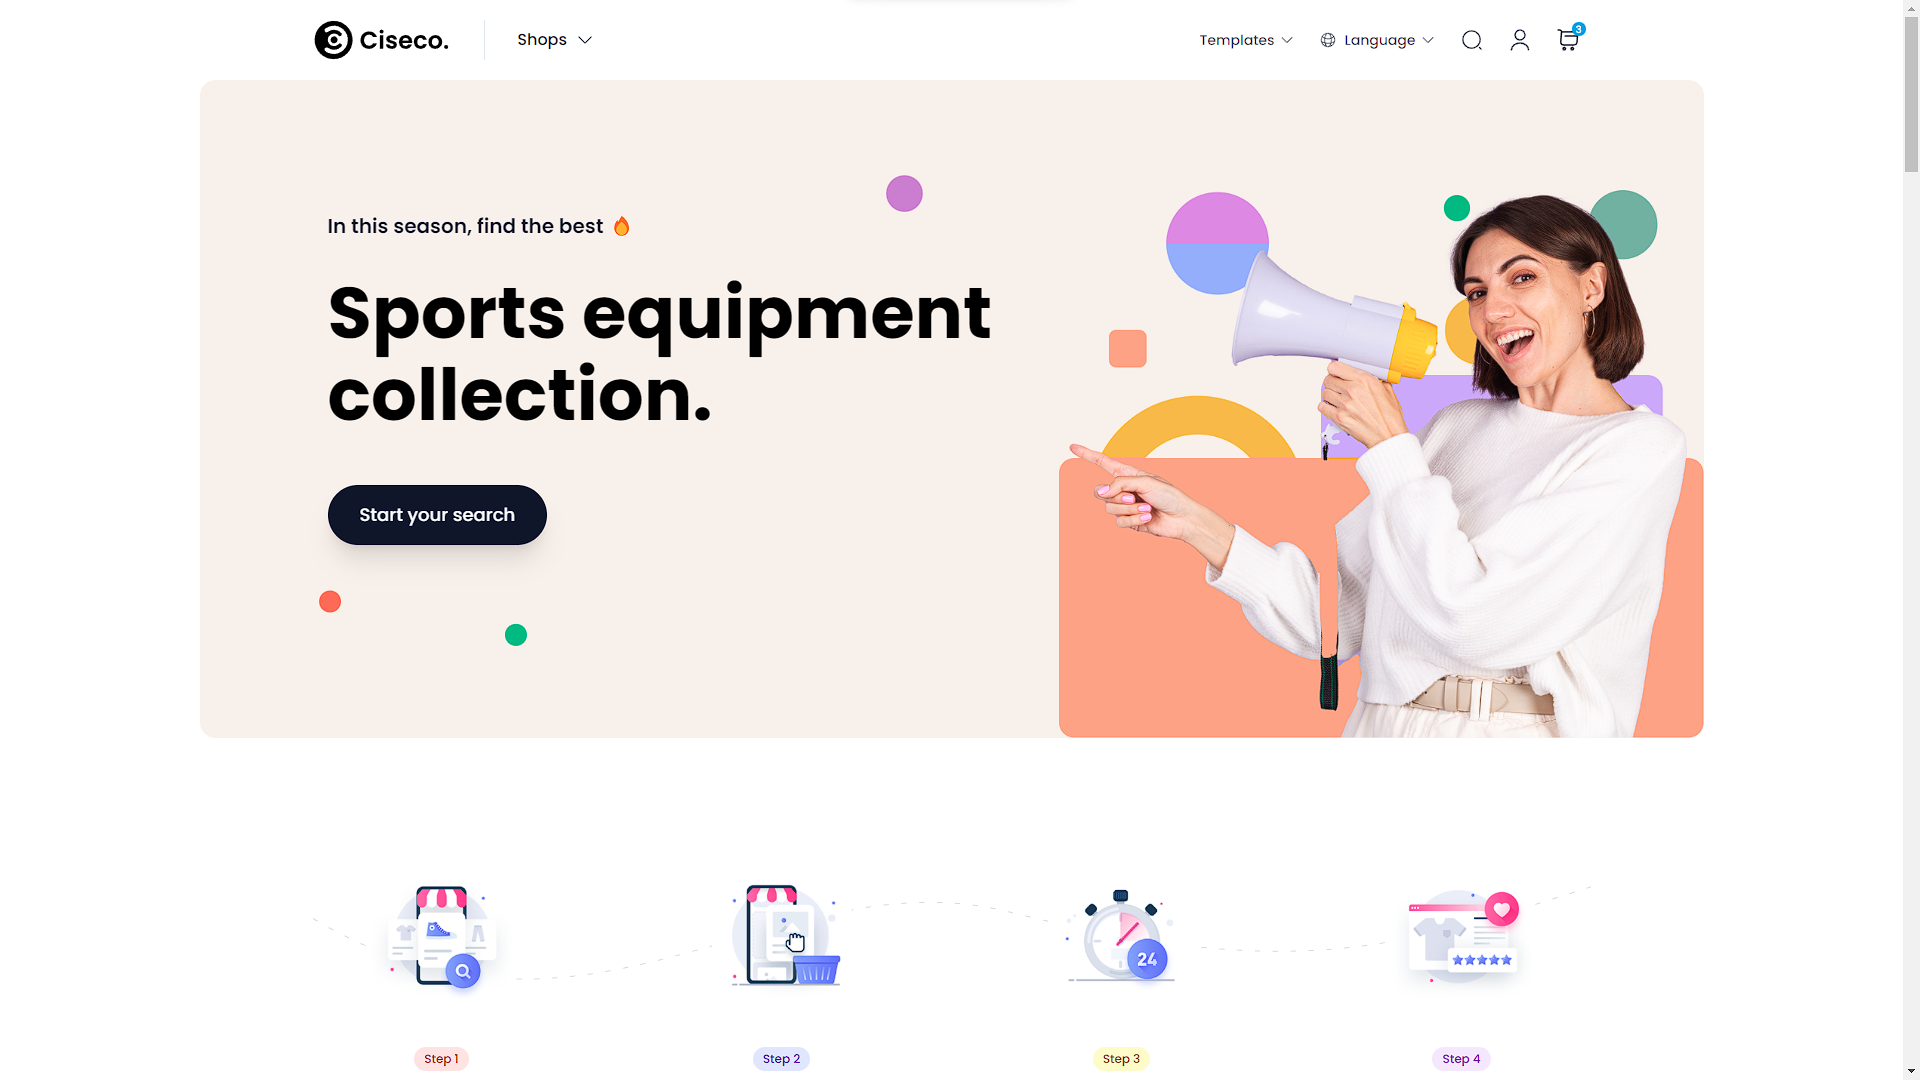 Ciseco.
Shops
Templates
Language
3
In this season, find the best 🔥
Sports equipment
collection.
Start your search
24
Step 1
Step 2
Step 3
Step 4